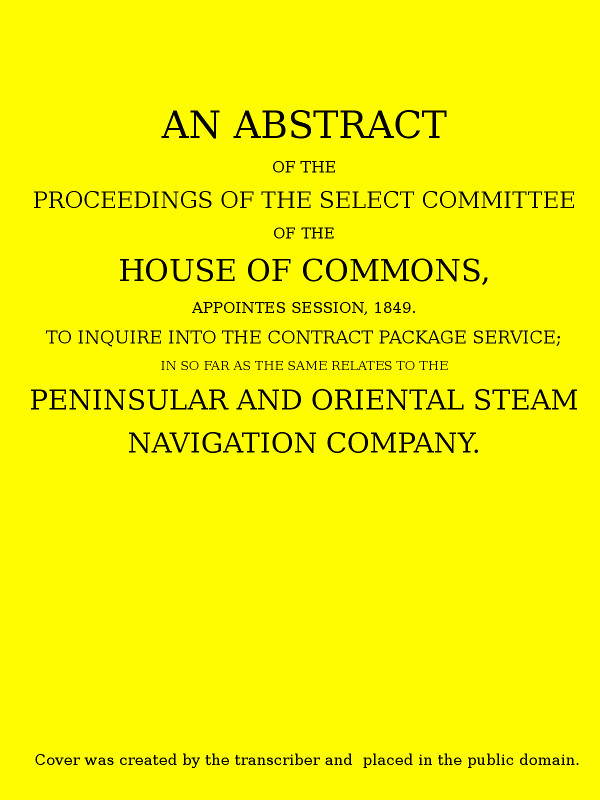 AN ABSTRACT
OF THE
PROCEEDINGS OF THE SELECT COMMITTEE
OF THE
HOUSE OF COMMONS,
APPOINTES SESSION, 1849.
TO INQUIRE INTO THE CONTRACT PACKAGE SERVICE;
IN SO FAR AS THE SAME RELATES TO THE
PENINSULAR AND ORIENTAL STEAM
NAVIGATION COMPANY.
Cover was created by the transcriber and  placed in the public domain.